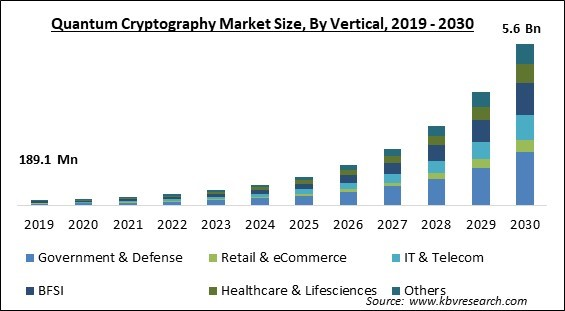 Quantum Cryptography Market Size, By Vertical, 2019 - 2030
5.6 Bn
189.1 Mn
2019 2020 2021 2022 2023 2024 2025 2026 2027 2028 2029 2030
Government & Defense Retail & eCommerce IT & Telecom
BFSI Healthcare & Lifesciences Others
Source: www.kbvresearch.com